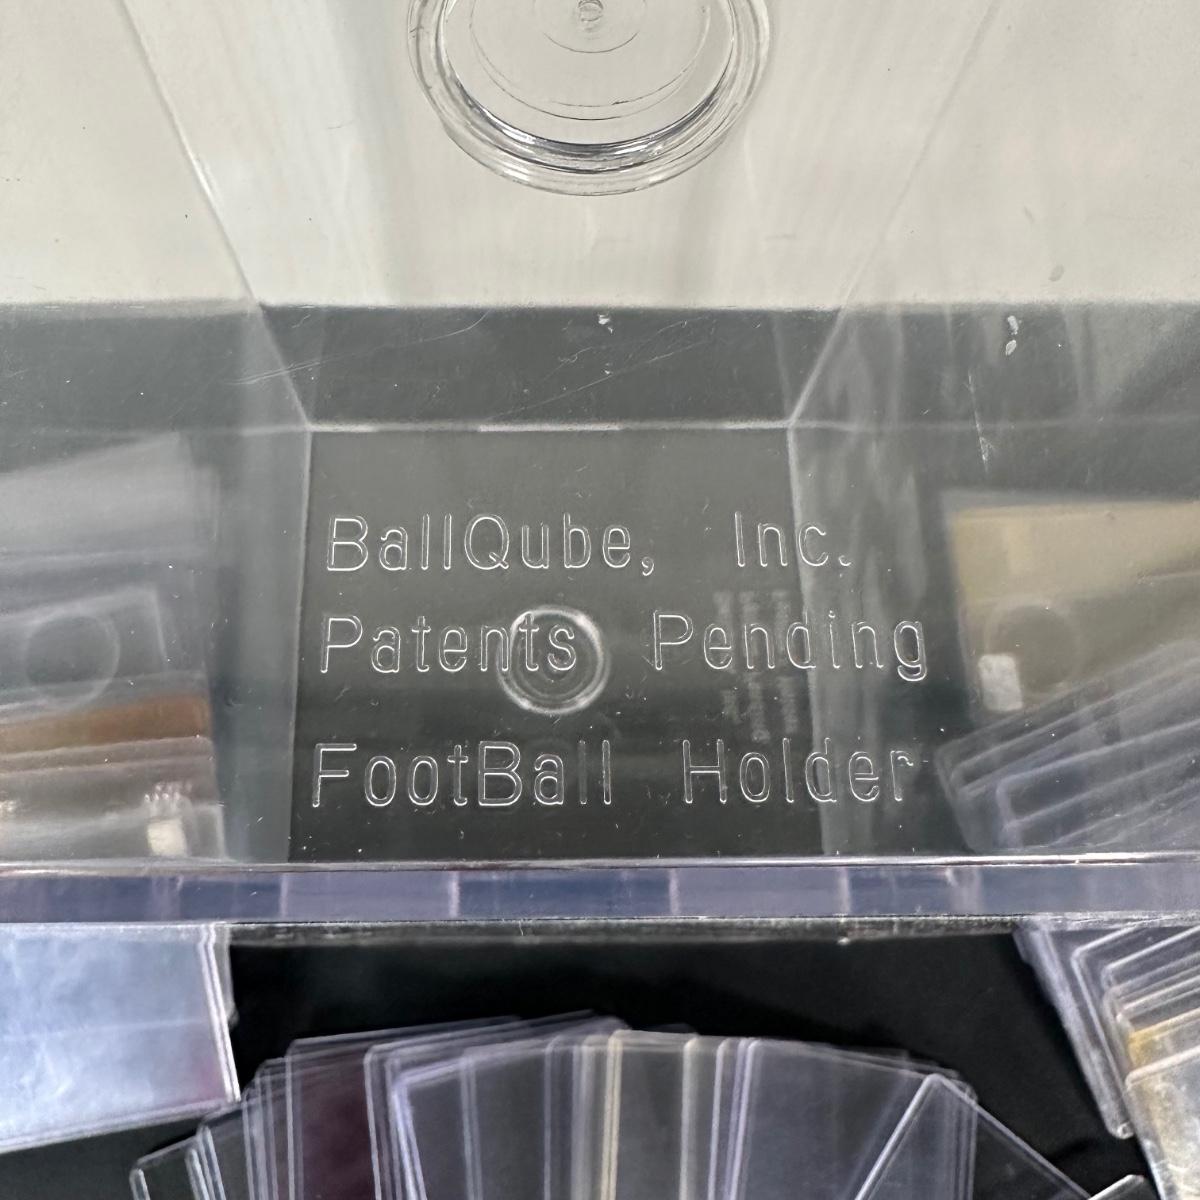 BallQube, Inc.
Patents Pending
FootBall Holder